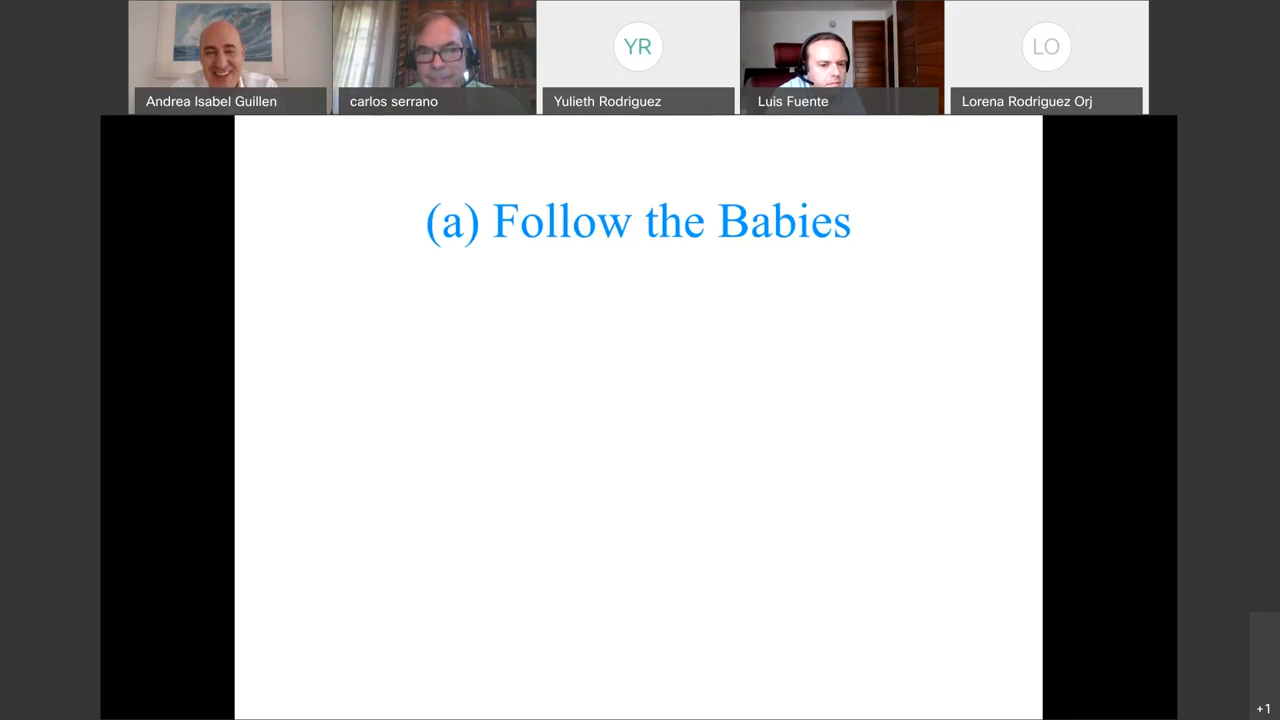 YR
LO
Andrea Isabel Guillen
carlos serrano
Yulieth Rodriguez
Luis Fuente
Lorena Rodriguez Orj
(a) Follow the Babies
+1